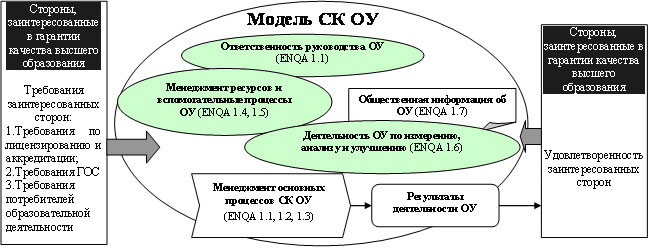 Стороны,
заинтересованные
в гарантии
качества высшего
образования
Требования
заинтересованных
сторон:
1.Требования по
лицензированию и
аккредитации;
2.Требования ГОС
3.Требования
потребителей
образовательной
деятельности
Модель СК ОУ
Ответственность руководства ОУ
(ENQA 1.1)
Менеджмент ресурсов и
вспомогательные процессы
ОУ (ENQA 1.4, 1.5)
Общественная информация об
ОУ (ENQA 1.7)
Деятельность ОУ по измерению,
анализу и улучшению (ENQA 1.6)
Менеджмент основных
процессов СК ОУ
(ENQA 1.1, 1.2, 1.3)
Результаты
деятельности ОУ
Стороны,
заинтересованные в
гарантии качества
высшего
образования
Удовлетворенность
заинтересованных
сторон